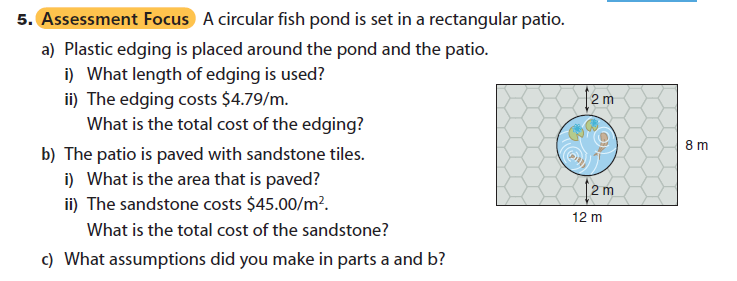 5. Assessment Focus A circular fish pond is set in a rectangular patio.
a) Plastic edging is placed around the pond and the patio.
i) What length of edging is used?
ii) The edging costs $4.79/m.
What is the total cost of the edging?
b) The patio is paved with sandstone tiles.
i) What is the area that is paved?
ii) The sandstone costs $45.00/m².
What is the total cost of the sandstone?
c) What assumptions did you make in parts a and b?
2 m
8 m
2 m
12 m